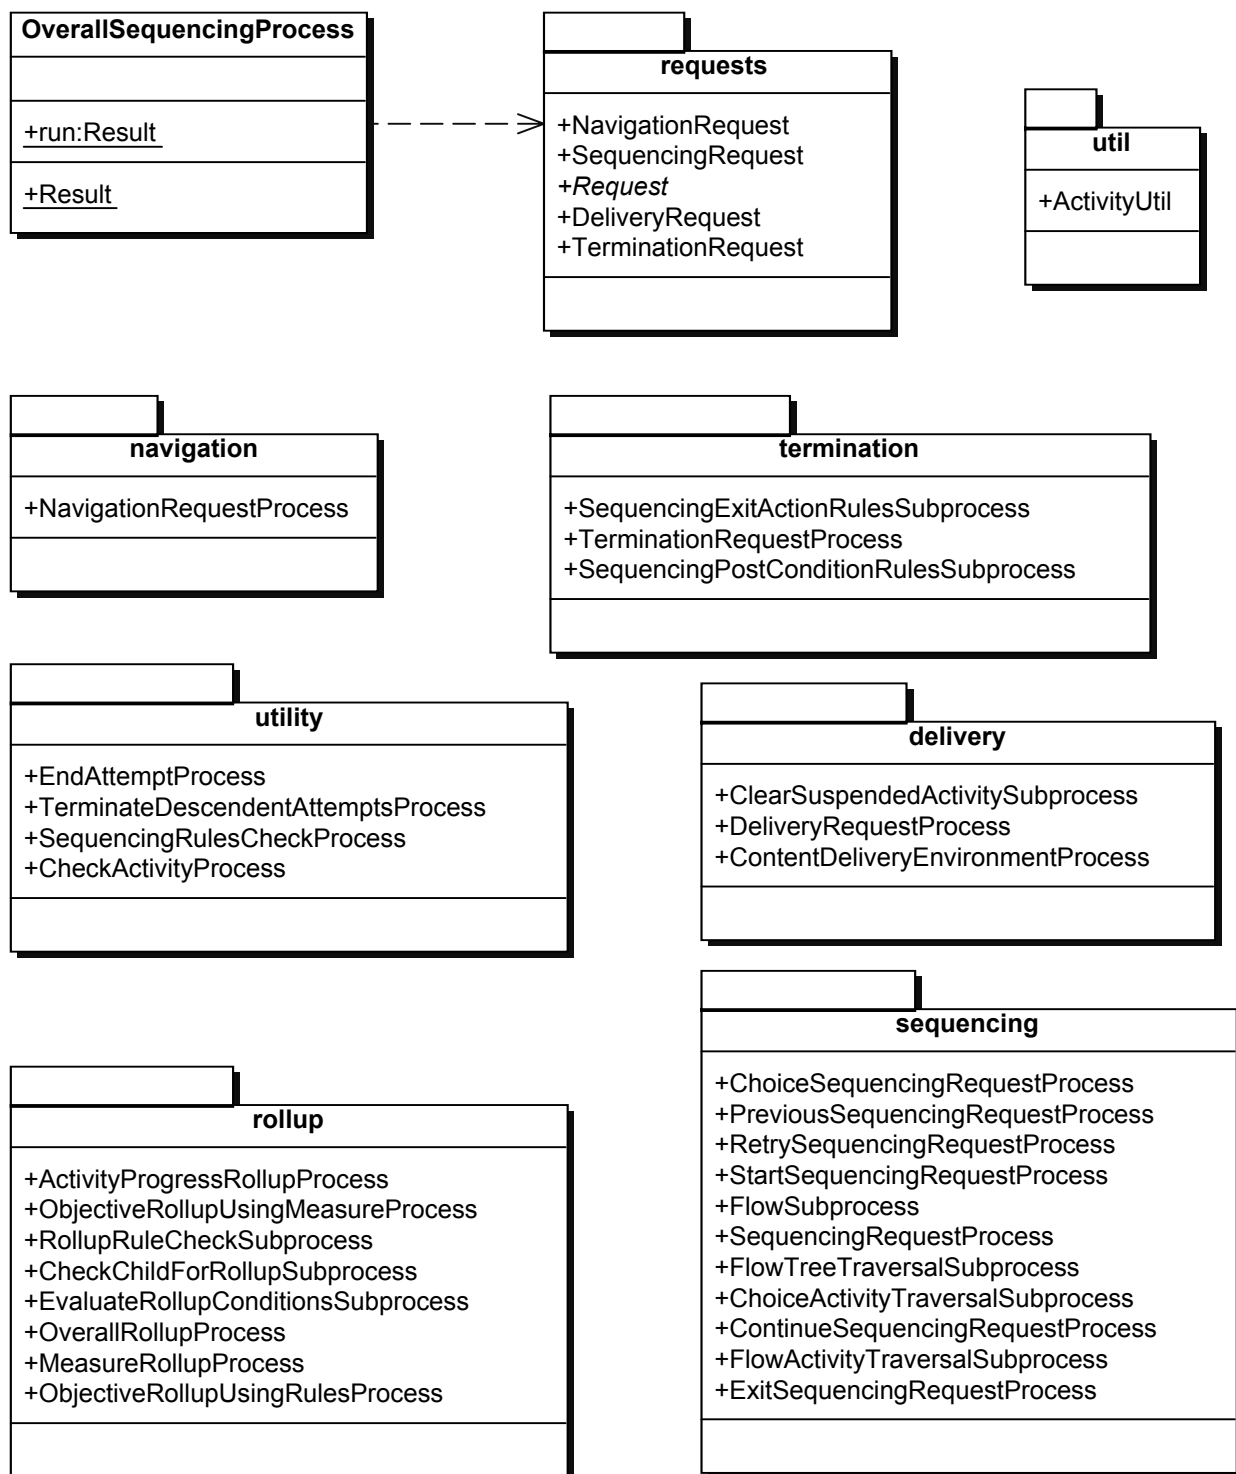 OverallSequencingProcess
+run:Result
+Result
requests
+NavigationRequest
+SequencingRequest
+Request
+DeliveryRequest
+TerminationRequest
util
+ActivityUtil
navigation
+NavigationRequestProcess
termination
+SequencingExitActionRulesSubprocess
+TerminationRequestProcess
+SequencingPostConditionRulesSubprocess
utility
+EndAttemptProcess
+TerminateDescendentAttemptsProcess
+SequencingRulesCheckProcess
+CheckActivityProcess
delivery
+ClearSuspendedActivitySubprocess
+DeliveryRequestProcess
+ContentDeliveryEnvironmentProcess
rollup
+ActivityProgressRollupProcess
+ObjectiveRollupUsingMeasureProcess
+RollupRuleCheckSubprocess
+CheckChildForRollupSubprocess
+EvaluateRollupConditionsSubprocess
+OverallRollupProcess
+MeasureRollupProcess
+ObjectiveRollupUsingRulesProcess
sequencing
+ChoiceSequencingRequestProcess
+PreviousSequencingRequestProcess
+RetrySequencingRequestProcess
+StartSequencingRequestProcess
+FlowSubprocess
+SequencingRequestProcess
+FlowTreeTraversalSubprocess
+ChoiceActivityTraversalSubprocess
+ContinueSequencingRequestProcess
+FlowActivityTraversalSubprocess
+ExitSequencingRequestProcess